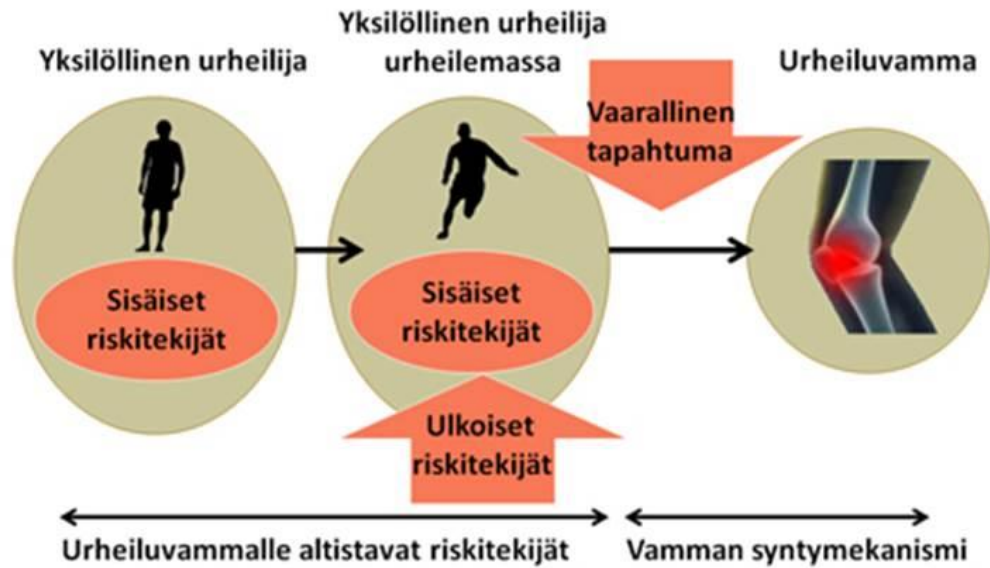 Yksilöllinen urheilija
Yksilöllinen urheilija
urheilemassa
Urheiluvamma
Vaarallinen
tapahtuma
Sisäiset
riskitekijät
Sisäiset
riskitekijät
Ulkoiset
riskitekijät
Urheiluvammalle altistavat riskitekijät
Vamman syntymekanismi